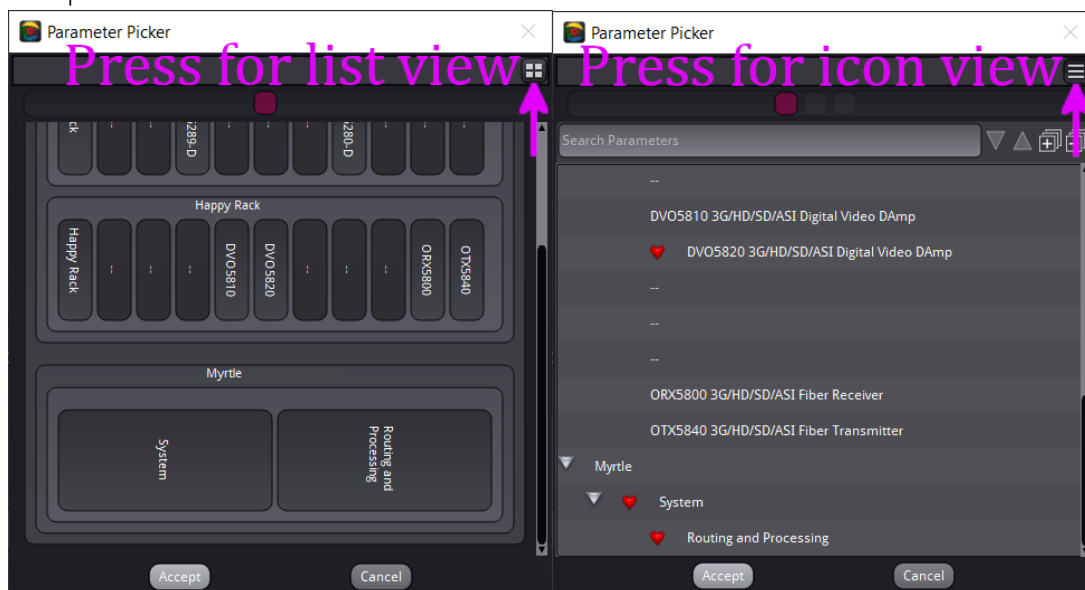 Parameter Picker
Press for list view
ck
--
--
289-D
--
--
--
280-D
--
--
--
Happy Rack
Happy Rack
--
--
--
DVO5810
DVO5820
--
--
--
ORX5800
OTX5840
Myrtle
System
Routing and
Processing
Accept
Cancel
Parameter Picker
Press for icon view
Search Parameters
--
DVO5810 3G/HD/SD/ASI Digital Video DAmp
DVO5820 3G/HD/SD/ASI Digital Video DAmp
--
--
--
ORX5800 3G/HD/SD/ASI Fiber Receiver
OTX5840 3G/HD/SD/ASI Fiber Transmitter
Myrtle
System
Routing and Processing
Accept
Cancel